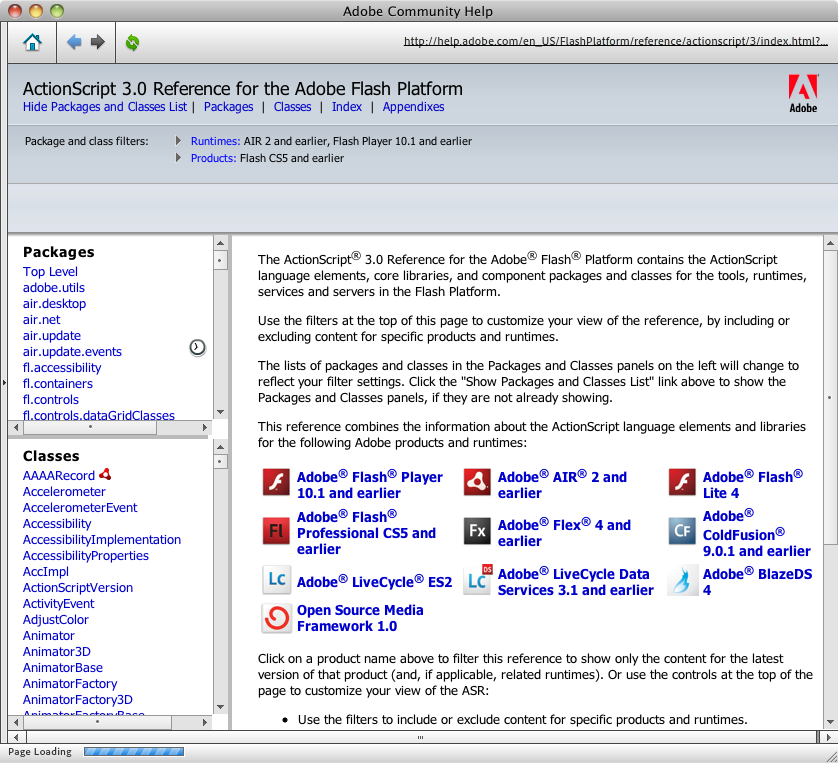 Adobe Community Help
http://help.adobe.com/en_US/FlashPlatform/reference/actionscript/3/index.html?...
ActionScript 3.0 Reference for the Adobe Flash Platform
Hide Packages and Classes List | Packages | Classes | Index | Appendixes
Adobe
Package and class filters:
Runtimes: AIR 2 and earlier, Flash Player 10.1 and earlier
Products: Flash CS5 and earlier
Packages
Top Level
adobe.utils
air.desktop
air.net
air.update
air.update.events
fl.accessibility
fl.containers
fl.controls
fl.controls.dataGridClasses
Classes
AAAARecord
Accelerometer
AccelerometerEvent
Accessibility
AccessibilityImplementation
AccessibilityProperties
AccImpl
ActionScriptVersion
ActivityEvent
AdjustColor
Animator
Animator3D
AnimatorBase
AnimatorFactory
AnimatorFactory3D
AnimatorFactoryBase
The ActionScript® 3.0 Reference for the Adobe® Flash® Platform contains the ActionScript
language elements, core libraries, and component packages and classes for the tools, runtimes,
services and servers in the Flash Platform.
Use the filters at the top of this page to customize your view of the reference, by including or
excluding content for specific products and runtimes.
The lists of packages and classes in the Packages and Classes panels on the left will change to
reflect your filter settings. Click the "Show Packages and Classes List" link above to show the
Packages and Classes panels, if they are not already showing.
This reference combines the information about the ActionScript language elements and libraries
for the following Adobe products and runtimes:
Adobe® Flash® Player
10.1 and earlier
Adobe® AIR® 2 and
earlier
Adobe® Flash®
Lite 4
Fl
Adobe® Flash®
Professional CS5 and
earlier
Fx
Adobe® Flex® 4 and
earlier
CF
Adobe®
ColdFusion®
9.0.1 and earlier
Lc
Adobe® LiveCycle® ES2
Lc DS
Adobe® LiveCycle Data
Services 3.1 and earlier
Adobe® BlazeDS
4
Open Source Media
Framework 1.0
Click on a product name above to filter this reference to show only the content for the latest
version of that product (and, if applicable, related runtimes). Or use the controls at the top of the
page to customize your view of the ASR:
• Use the filters to include or exclude content for specific products and runtimes.
Page Loading